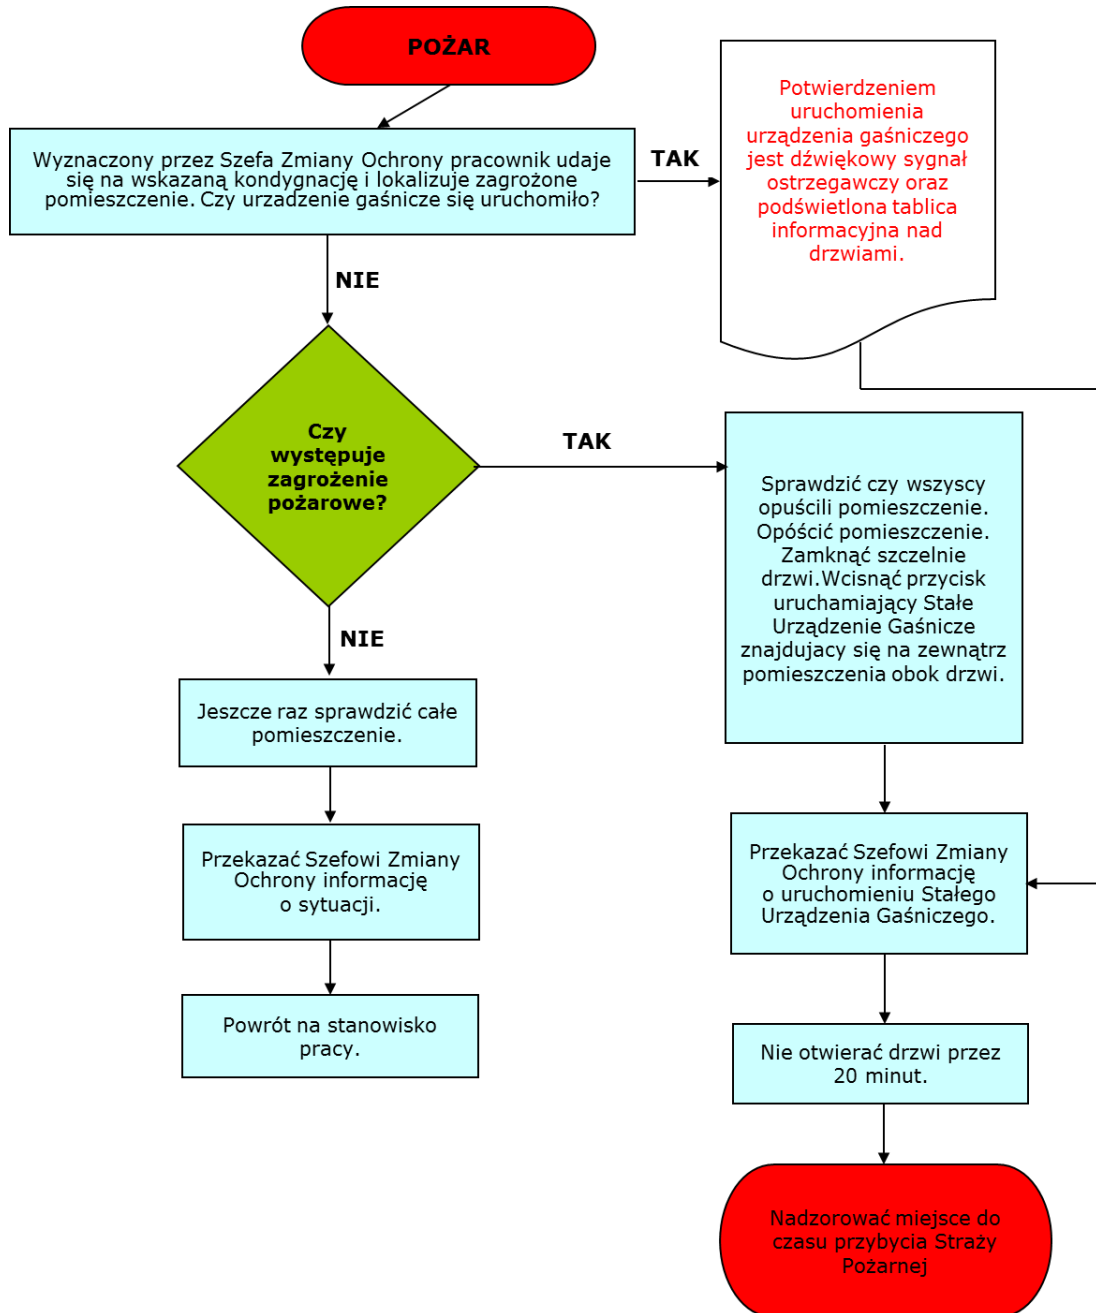 POŻAR
Wyznaczony przez Szefa Zmiany Ochrony pracownik udaje
się na wskazaną kondygnację i lokalizuje zagrożone
pomieszczenie. Czy urzadzenie gaśnicze się uruchomiło?
TAK
Potwierdzeniem
uruchomienia
urządzenia gaśniczego
jest dźwiękowy sygnał
ostrzegawczy oraz
podświetlona tablica
informacyjna nad
drzwiami.
NIE
Czy
występuje
zagrożenie
pożarowe?
TAK
Sprawdzić czy wszyscy
opuścili pomieszczenie.
Opóścić pomieszczenie.
Zamknąć szczelnie
drzwi.Wcisnąć przycisk
uruchamiający Stałe
Urządzenie Gaśnicze
znajdujacy się na zewnątrz
pomieszczenia obok drzwi.
NIE
Jeszcze raz sprawdzić całe
pomieszczenie.
Przekazać Szefowi Zmiany
Ochrony informację
o sytuacji.
Powrót na stanowisko
pracy.
Przekazać Szefowi Zmiany
Ochrony informację
o uruchomieniu Stałego
Urządzenia Gaśniczego.
Nie otwierać drzwi przez
20 minut.
Nadzorować miejsce do
czasu przybycia Straży
Pożarnej